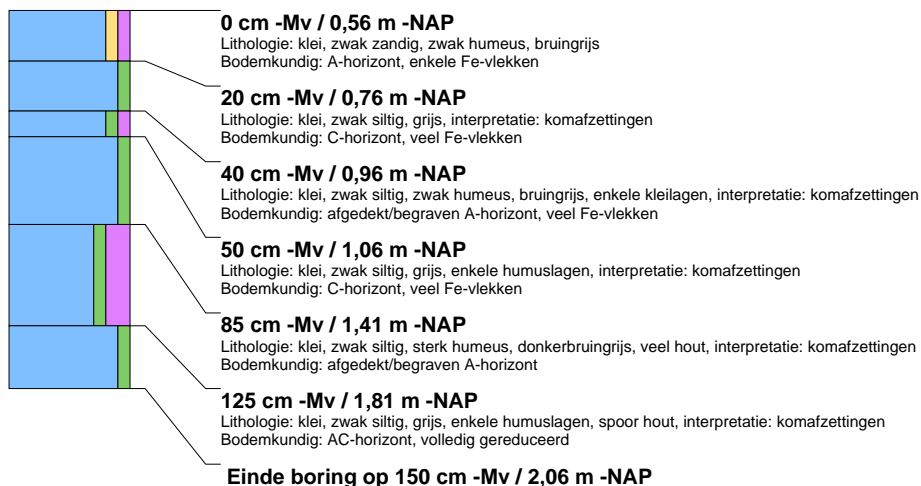 0 cm -Mv / 0,56 m -NAP
Lithologie: klei, zwak zandig, zwak humeus, bruingrijs
Bodemkundig: A-horizont, enkele Fe-vlekken
20 cm -Mv / 0,76 m -NAP
Lithologie: klei, zwak siltig, grijs, interpretatie: komafzettingen
Bodemkundig: C-horizont, veel Fe-vlekken
40 cm -Mv / 0,96 m -NAP
Lithologie: klei, zwak siltig, zwak humeus, bruingrijs, enkele kleilagen, interpretatie: komafzettingen
Bodemkundig: afgedekt/begraven A-horizont, veel Fe-vlekken
50 cm -Mv / 1,06 m -NAP
Lithologie: klei, zwak siltig, grijs, enkele humuslagen, interpretatie: komafzettingen
Bodemkundig: C-horizont, veel Fe-vlekken
85 cm -Mv / 1,41 m -NAP
Lithologie: klei, zwak siltig, sterk humeus, donkerbruingrijs, veel hout, interpretatie: komafzettingen
Bodemkundig: afgedekt/begraven A-horizont
125 cm -Mv / 1,81 m -NAP
Lithologie: klei, zwak siltig, grijs, enkele humuslagen, spoor hout, interpretatie: komafzettingen
Bodemkundig: AC-horizont, volledig gereduceerd
Einde boring op 150 cm -Mv / 2,06 m -NAP